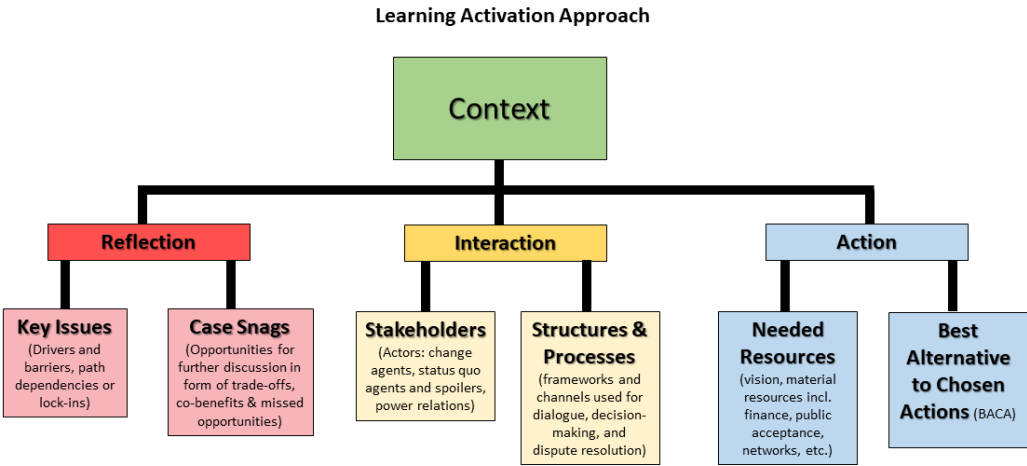 Learning Activation Approach
Context
Reflection
Interaction
Action
Key Issues
(Drivers and
barriers, path
dependencies or
lock-ins)
Case Snags
(Opportunities for
further discussion in
form of trade-offs,
co-benefits & missed
opportunities)
Stakeholders
(Actors: change
agents, status quo
agents and spoilers,
power relations)
Structures &
Processes
(frameworks and
channels used for
dialogue, decision-
making, and
dispute resolution)
Needed
Resources
(vision, material
resources incl.
finance, public
acceptance,
networks, etc.)
Best
Alternative
to Chosen
Actions (BACA)